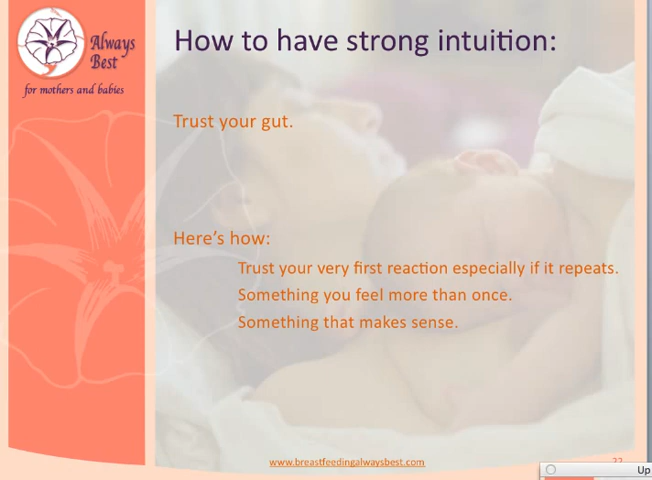 Always
Best
for mothers and babies
How to have strong intuition:
Trust your gut.
Here's how:
Trust your very first reaction especially if it repeats.
Something you feel more than once.
Something that makes sense.
www.breastfeedingalwaysbest.com
22
Up